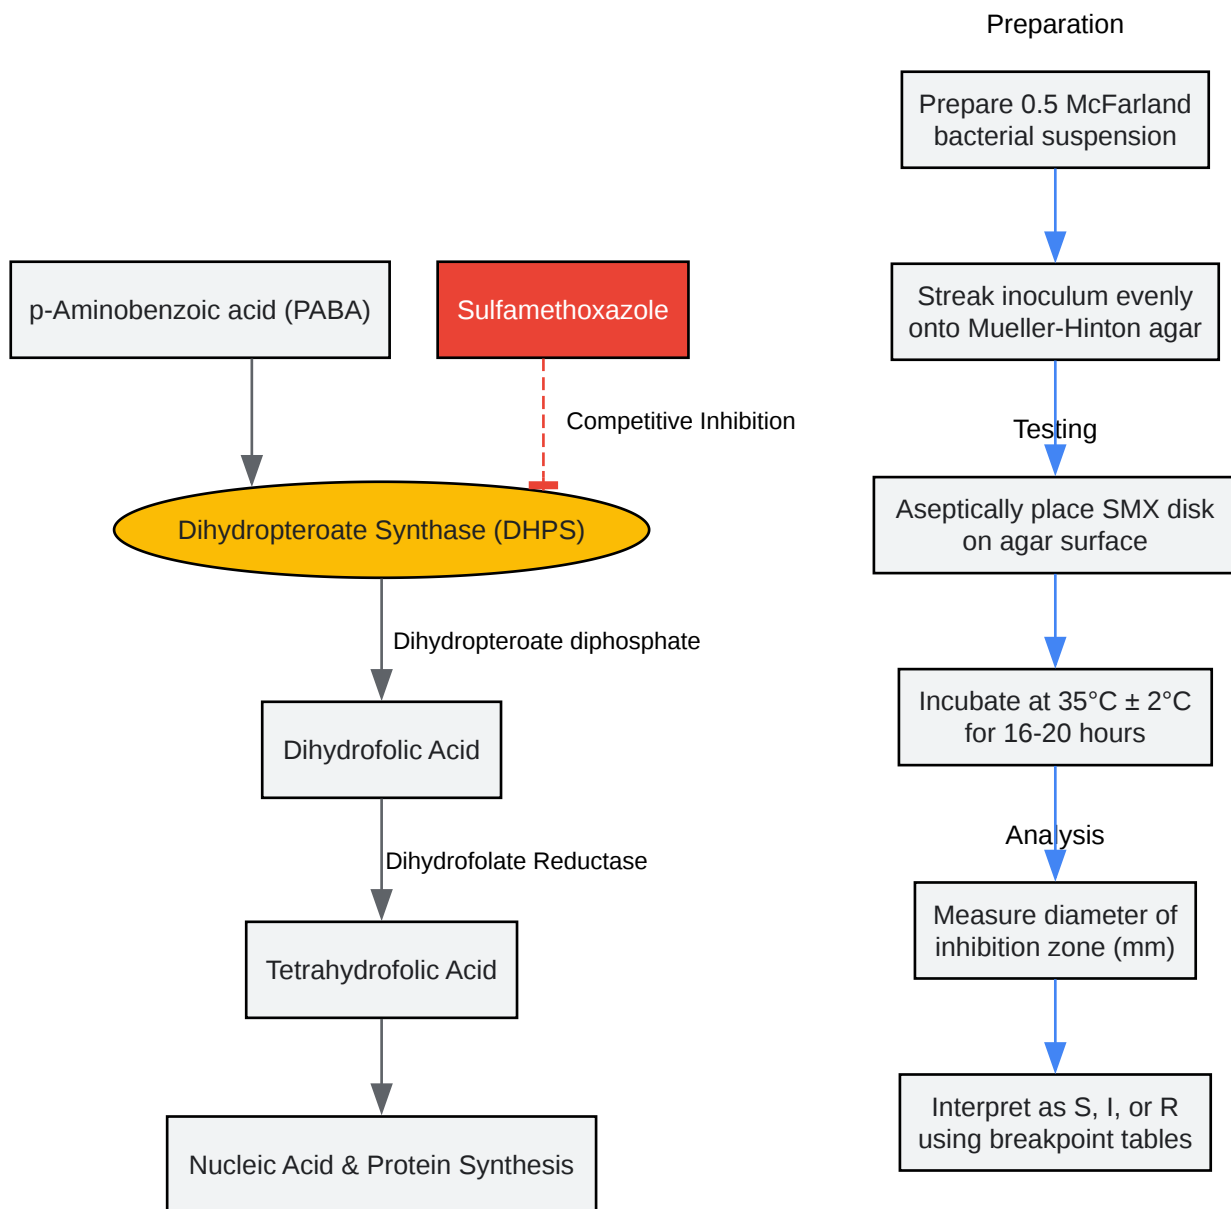 p-Aminobenzoic acid (PABA)
Sulfamethoxazole
Competitive Inhibition
Dihydropteroate Synthase (DHPS)
Dihydropteroate diphosphate
Dihydrofolic Acid
Dihydrofolate Reductase
Tetrahydrofolic Acid
Nucleic Acid & Protein Synthesis
Preparation
Prepare 0.5 McFarland
bacterial suspension
Streak inoculum evenly
onto Mueller-Hinton agar
Testing
Aseptically place SMX disk
on agar surface
Incubate at 35°C ± 2°C
for 16-20 hours
Analysis
Measure diameter of
inhibition zone (mm)
Interpret as S, I, or R
using breakpoint tables